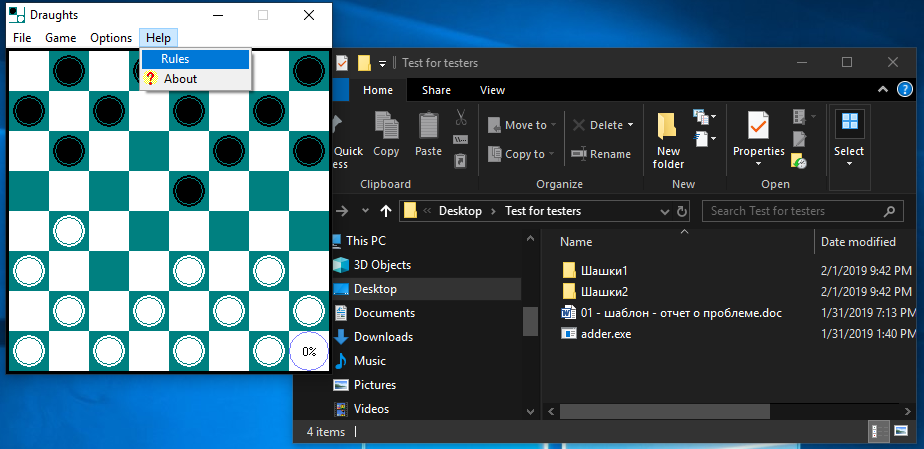 Draughts
File Game Options Help
Rules
About
0%
Test for testers
Home Share View
Quick
cess
Copy
Paste
Move to
Copy to
Delete
Rename
New
folder
Properties
Select
Clipboard Organize New Open
Desktop Test for testers
Search Test for testers
This PC
3D Objects
Desktop
Documents
Downloads
Music
Pictures
Videos
Name Date modified
Шашки1 2/1/2019 9:42 PM
Шашки2 2/1/2019 9:42 PM
01 - шаблон - отчет о проблеме.doc 1/31/2019 7:13 PM
adder.exe 1/31/2019 1:40 PM
4 items